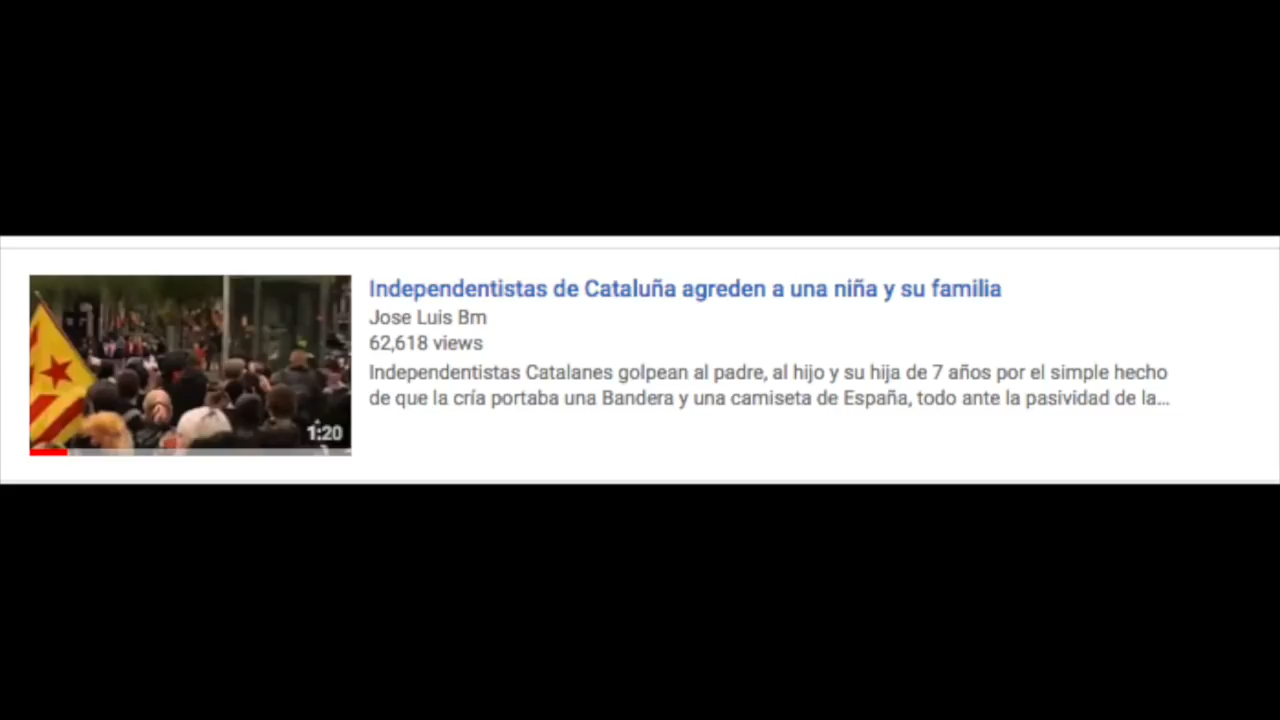 Independentistas de Cataluña agreden a una niña y su familia
Jose Luis Bm
62,618 views
Independentistas Catalanes golpean al padre, al hijo y su hija de 7 años por el simple hecho
de que la cría portaba una Bandera y una camiseta de España, todo ante la pasividad de la...
1:20